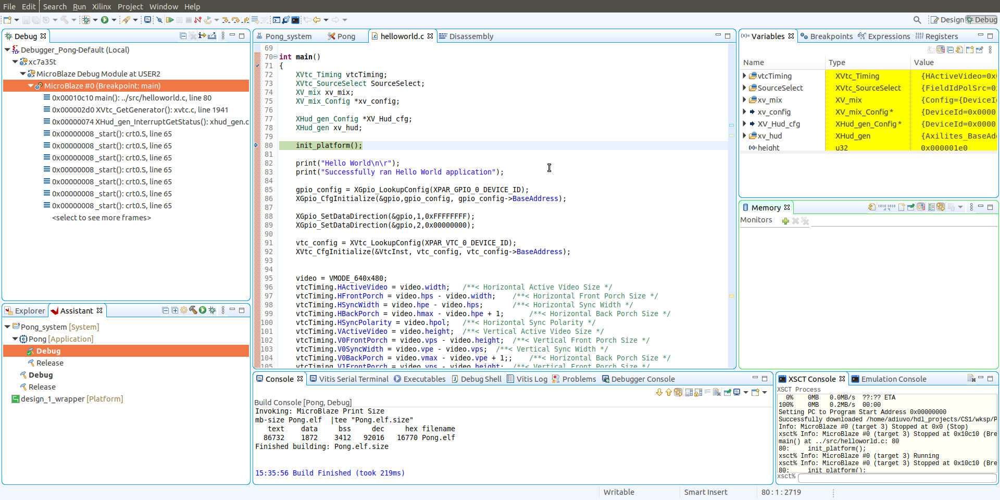 File Edit Search Run Xilinx Project Window Help
Design Debug
Debug
Debugger_Pong-Default (Local)
xc7a35t
MicroBlaze Debug Module at USER2
MicroBlaze #0 (Breakpoint: main)
0x00010c10 main(): ../src/helloworld.c, line 80
0x000002d0 XVtc_GetGenerator(): xvtc.c, line 1941
0x00000074 XHud_gen_InterruptGetStatus(): xhud_gen.c
0x00000008 _start(): crt0.S, line 65
0x00000008 _start(): crt0.S, line 65
0x00000008 _start(): crt0.S, line 65
0x00000008 _start(): crt0.S, line 65
0x00000008 _start(): crt0.S, line 65
0x00000008 _start(): crt0.S, line 65
0x00000008 _start(): crt0.S, line 65
<select to see more frames>
Explorer Assistant
Pong_system [System]
Pong [Application]
Debug
Release
Debug
Release
design_1_wrapper [Platform]
Pong_system Pong helloworld.c Disassembly
69
70 int main()
71 {
72 XVtc_Timing vtcTiming;
73 XVtc_SourceSelect SourceSelect;
74 XV_mix xv_mix;
75 XV_mix_Config *xv_config;
76
77 XHud_gen_Config *XV_Hud_cfg;
78 XHud_gen xv_hud;
79
80 init_platform();
81
82 print("Hello World\n\r");
83 print("Successfully ran Hello World application");
84
85 gpio_config = XGpio_LookupConfig(XPAR_GPIO_0_DEVICE_ID);
86 XGpio_CfgInitialize(&gpio,gpio_config, gpio_config->BaseAddress);
87
88 XGpio_SetDataDirection(&gpio,1,0xFFFFFFFF);
89 XGpio_SetDataDirection(&gpio,2,0x00000000);
90
91 vtc_config = XVtc_LookupConfig(XPAR_VTC_0_DEVICE_ID);
92 XVtc_CfgInitialize(&VtcInst, vtc_config, vtc_config->BaseAddress);
93
94
95 video = VMODE_640x480;
96 vtcTiming.HActiveVideo = video.width; /**< Horizontal Active Video Size */
97 vtcTiming.HFrontPorch = video.hps - video.width; /**< Horizontal Front Porch Size */
98 vtcTiming.HSyncWidth = video.hpe - video.hps; /**< Horizontal Sync Width */
99 vtcTiming.HBackPorch = video.hmax - video.hpe + 1; /**< Horizontal Back Porch Size */
100 vtcTiming.HSyncPolarity = video.hpol; /**< Horizontal Sync Polarity */
101 vtcTiming.VActiveVideo = video.height; /**< Vertical Active Video Size */
102 vtcTiming.V0FrontPorch = video.vps - video.height; /**< Vertical Front Porch Size */
103 vtcTiming.V0SyncWidth = video.vpe - video.vps; /**< Vertical Sync Width */
104 vtcTiming.V0BackPorch = video.vmax - video.vpe + 1;; /**< Horizontal Back Porch Size */
105 vtcTiming.V1FrontPorch = video.vps - video.height; /**< Vertical Front Porch Size */
Variables Breakpoints Expressions Registers
Name Type Value
vtcTiming XVtc_Timing {HActiveVideo=0x0
SourceSelect XVtc_SourceSelect {FieldIdPolSrc=0
xv_mix XV_mix {Config={DeviceI
xv_config XV_mix_Config * {DeviceId=0x0000
XV_Hud_cfg XHud_gen_Config * {DeviceId=0x0000
xv_hud XHud_gen {Axilites_BaseAd
height u32 0x000001e0
Memory
Monitors
Console Vitis Serial Terminal Executables Debug Shell Vitis Log Problems Debugger Console
Build Console [Pong, Debug]
Invoking: MicroBlaze Print Size
mb-size Pong.elf |tee "Pong.elf.size"
text data bss dec hex filename
86732 1872 3412 92016 16770 Pong.elf
Finished building: Pong.elf.size
15:35:56 Build Finished (took 219ms)
XSCT Console Emulation Console
XSCT Process
0% 0MB 0.0MB/s ??:?? ETA
100% 0MB 0.2MB/s 00:00
Setting PC to Program Start Address 0x00000000
Successfully downloaded /home/adiuvo/hdl_projects/CS1/wksp/P
Info: MicroBlaze #0 (target 3) Stopped at 0x0 (Stop)
xsct% Info: MicroBlaze #0 (target 3) Stopped at 0x10c10 (Bre
main() at ../src/helloworld.c: 80
80: init_platform();
xsct% Info: MicroBlaze #0 (target 3) Running
xsct% Info: MicroBlaze #0 (target 3) Stopped at 0x10c10 (Bre
80: init_platform();
xsct%
Writable Smart Insert 80 : 1 : 2719